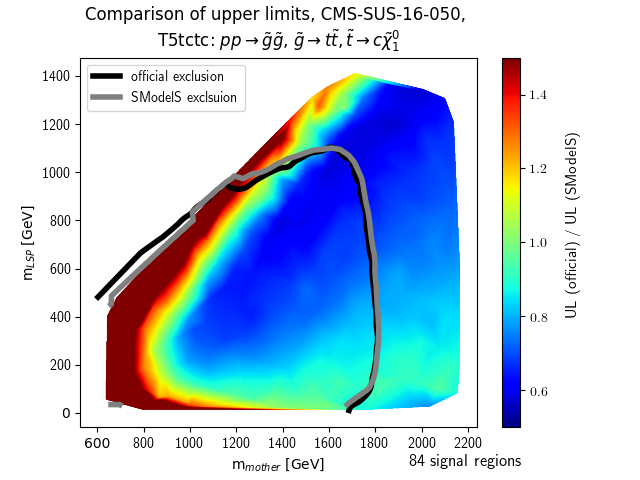 Comparison of upper limits, CMS-SUS-16-050,
T5tctc: pp → g̃g̃, g̃ → tt̃, t̃ → cχ̃₁⁰
official exclusion
SModelS exclsuion
1400
1200
1000
800
600
400
200
0
m_LSP [GeV]
600 800 1000 1200 1400 1600 1800 2000 2200
m_mother [GeV]
84 signal regions
1.4
1.2
1.0
0.8
0.6
UL (official) / UL (SModelS)